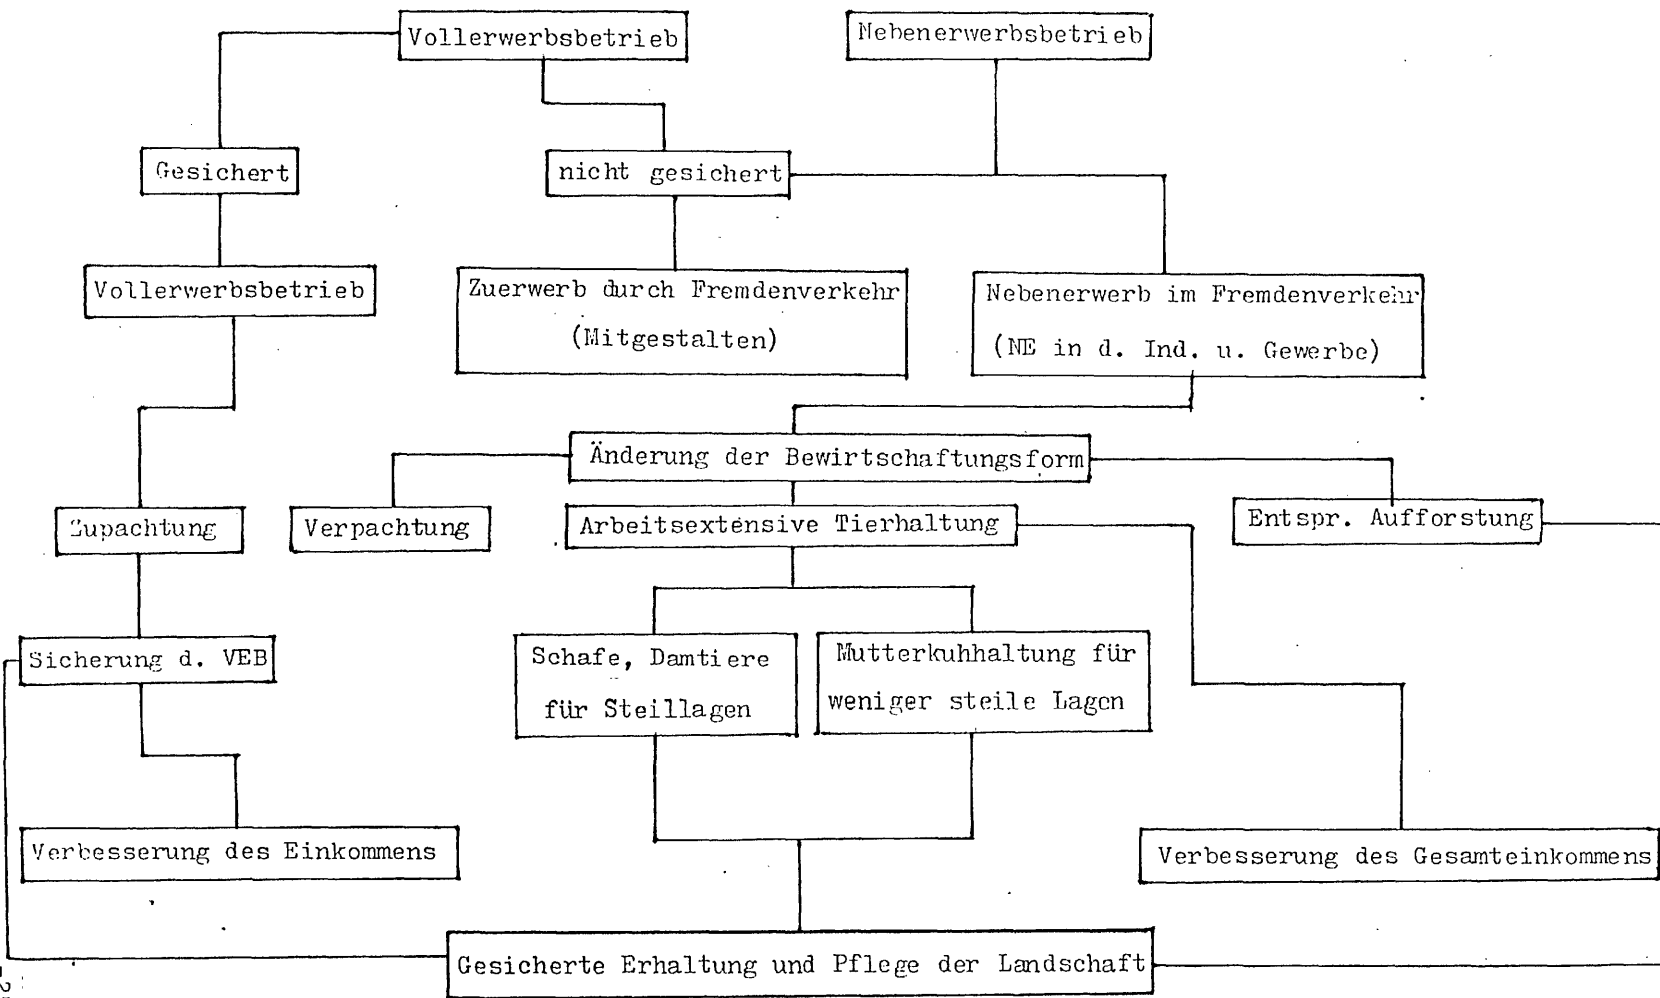 Vollerwerbsbetrieb
Nebenerwerbsbetrieb
Gesichert
nicht gesichert
Vollerwerbsbetrieb
Zuerwerb durch Fremdenverkehr
(Mitgestalten)
Nebenerwerb im Fremdenverkehr
(NE in d. Ind. u. Gewerbe)
Änderung der Bewirtschaftungsform
Zupachtung
Verpachtung
Arbeitsextensive Tierhaltung
Entspr. Aufforstung
Sicherung d. VEB
Schafe, Damtiere
für Steillagen
Mutterkuhhaltung für
weniger steile Lagen
Verbesserung des Einkommens
Verbesserung des Gesamteinkommens
Gesicherte Erhaltung und Pflege der Landschaft